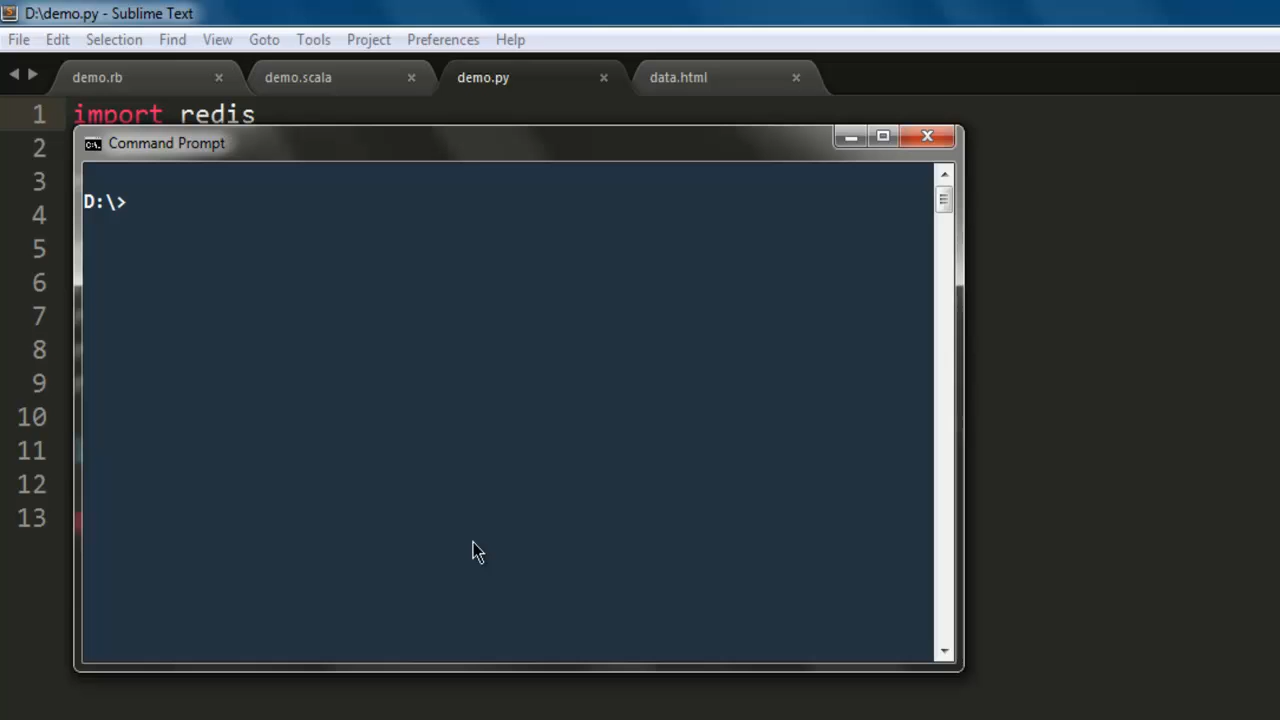 D:\demo.py - Sublime Text
File Edit Selection Find View Goto Tools Project Preferences Help
demo.rb demo.scala demo.py data.html
1 import redis
2
3
4
5
6
7
8
9
10
11
12
13
Command Prompt
D:\>